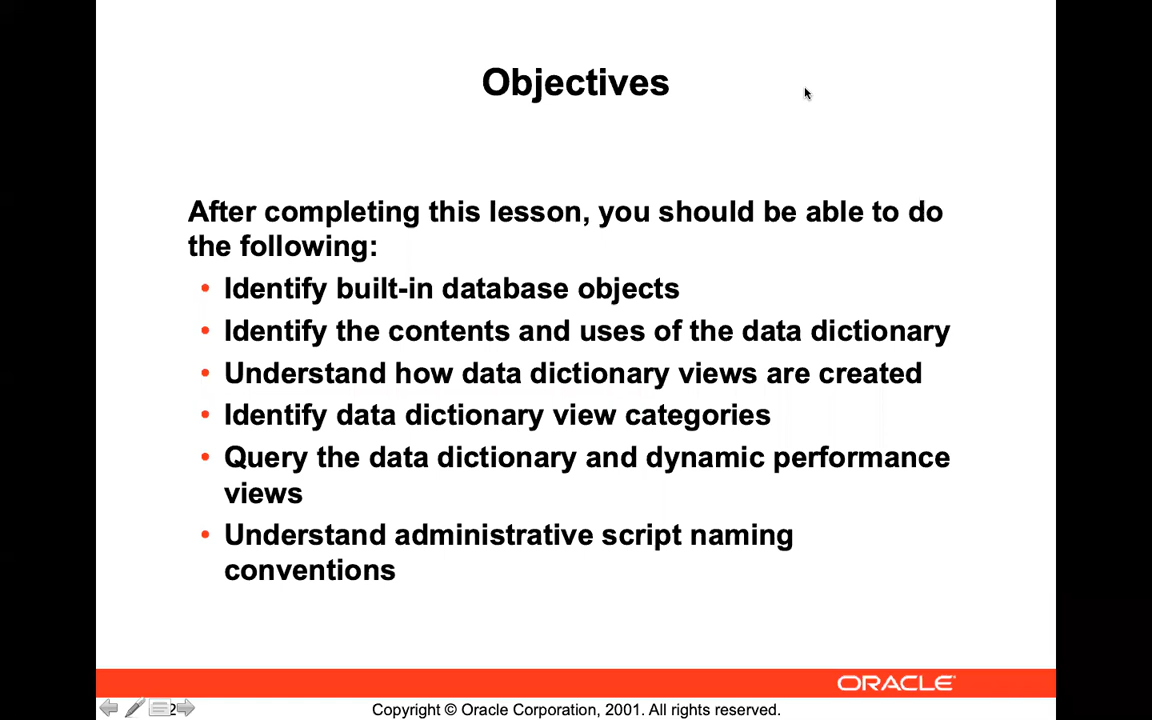 Objectives
After completing this lesson, you should be able to do
the following:
• Identify built-in database objects
• Identify the contents and uses of the data dictionary
• Understand how data dictionary views are created
• Identify data dictionary view categories
• Query the data dictionary and dynamic performance
views
• Understand administrative script naming
conventions
ORACLE®
2
Copyright © Oracle Corporation, 2001. All rights reserved.